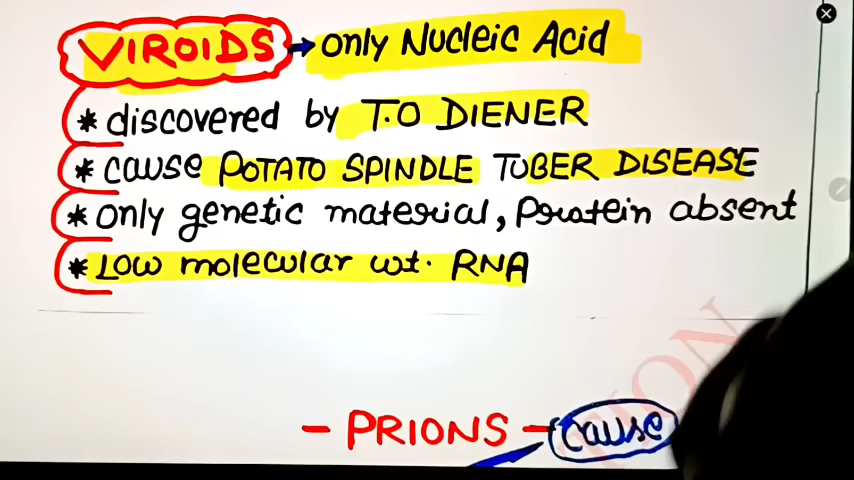 VIROIDS → only Nucleic Acid
* discovered by T.O DIENER
* cause POTATO SPINDLE TUBER DISEASE
* only genetic material, Protein absent
* Low molecular wt. RNA
- PRIONS - cause